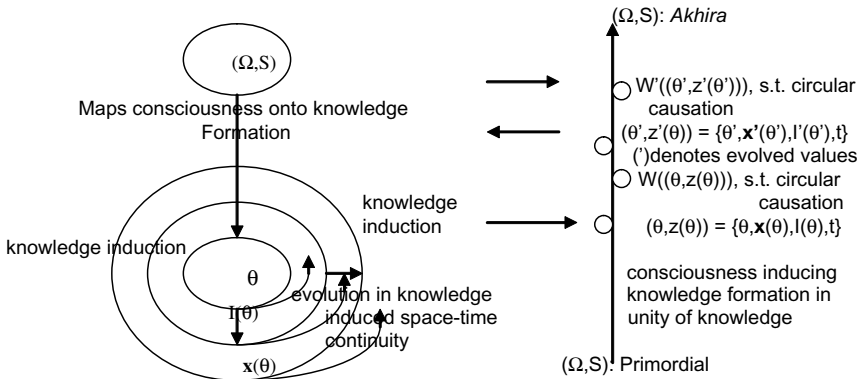 (Ω,S)
Maps consciousness onto knowledge
Formation
knowledge
induction
knowledge induction
θ
I(θ)
evolution in knowledge
induced space-time
continuity
x(θ)
(Ω,S): Akhira
W’((θ’,z’(θ’))), s.t. circular
causation
(θ’,z’(θ) = {θ’,x’(θ’),I’(θ’),t}
(’)denotes evolved values
W((θ,z(θ))), s.t. circular
causation
(θ,z(θ)) = {θ,x(θ),I(θ),t}
consciousness inducing
knowledge formation in
unity of knowledge
(Ω,S): Primordial